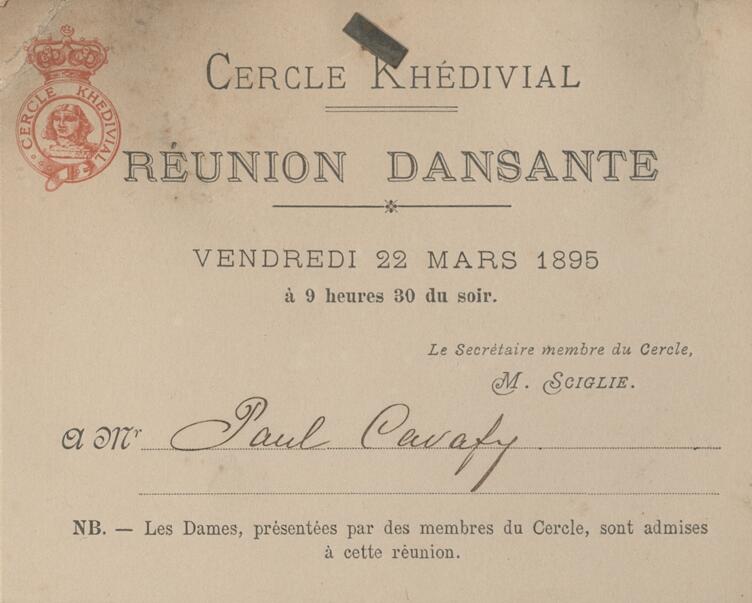 CERCLE KHÉDIVIAL
CERCLE KHEDIVIAL
RÉUNION DANSANTE
VENDREDI 22 MARS 1895
à 9 heures 30 du soir.
Le Secrétaire membre du Cercle,
M. SCIGLIE.
A Mr Paul Cavafy
NB. — Les Dames, présentées par des membres du Cercle, sont admises
à cette réunion.